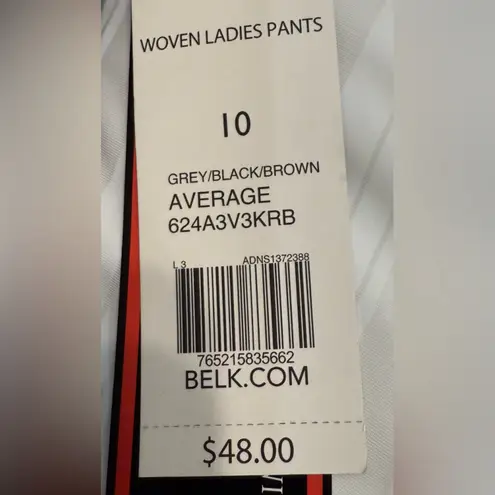 WOVEN LADIES PANTS
10
GREY/BLACK/BROWN
AVERAGE
624A3V3KRB
L 3 ADNS1372388
765215835662
BELK.COM
$48.00